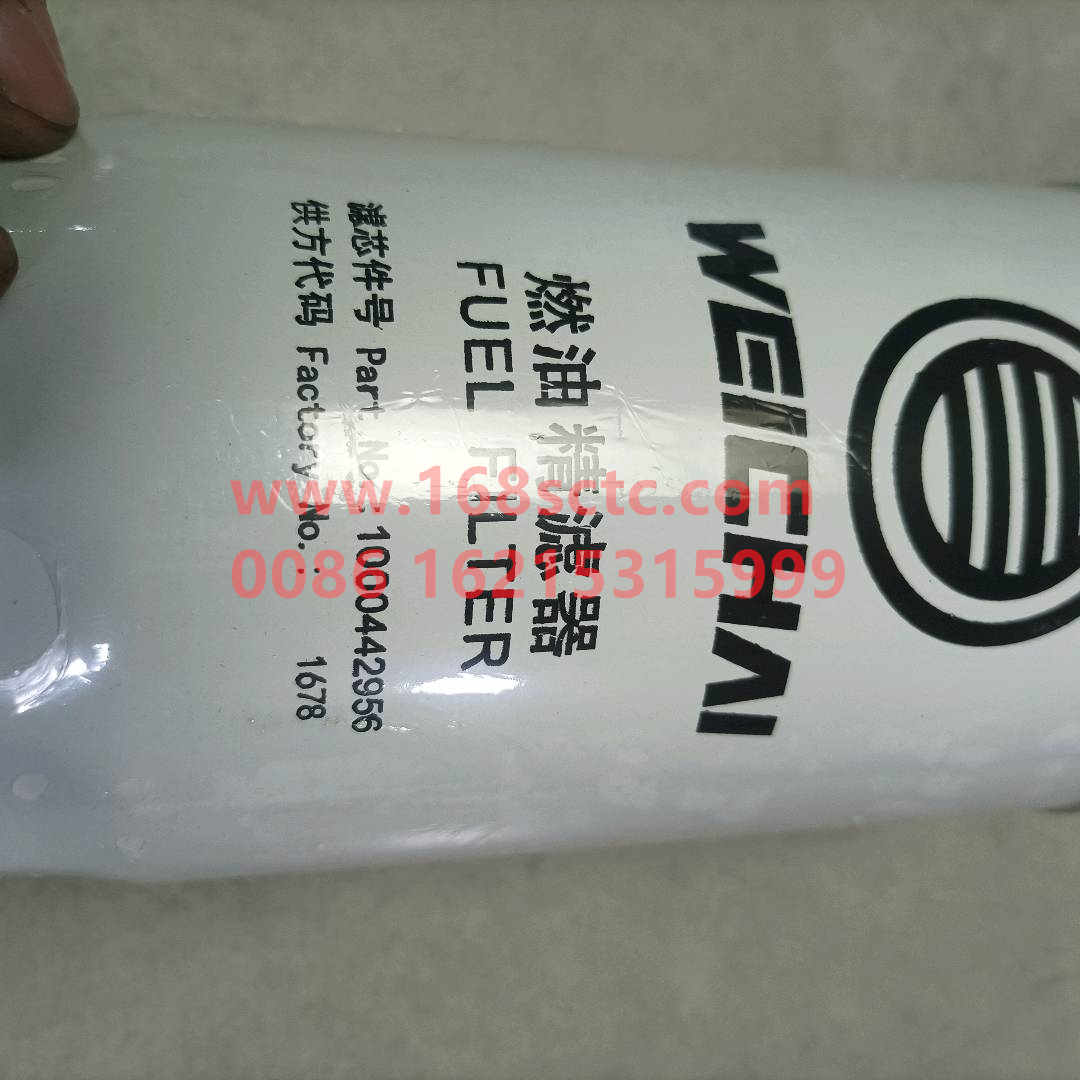 WEICHAI
燃油精滤器
FUEL FILTER
滤芯件号 Part No.:1000442956
供方代码 Factory No.: 1678
www.168sctc.com
0086 16215315999